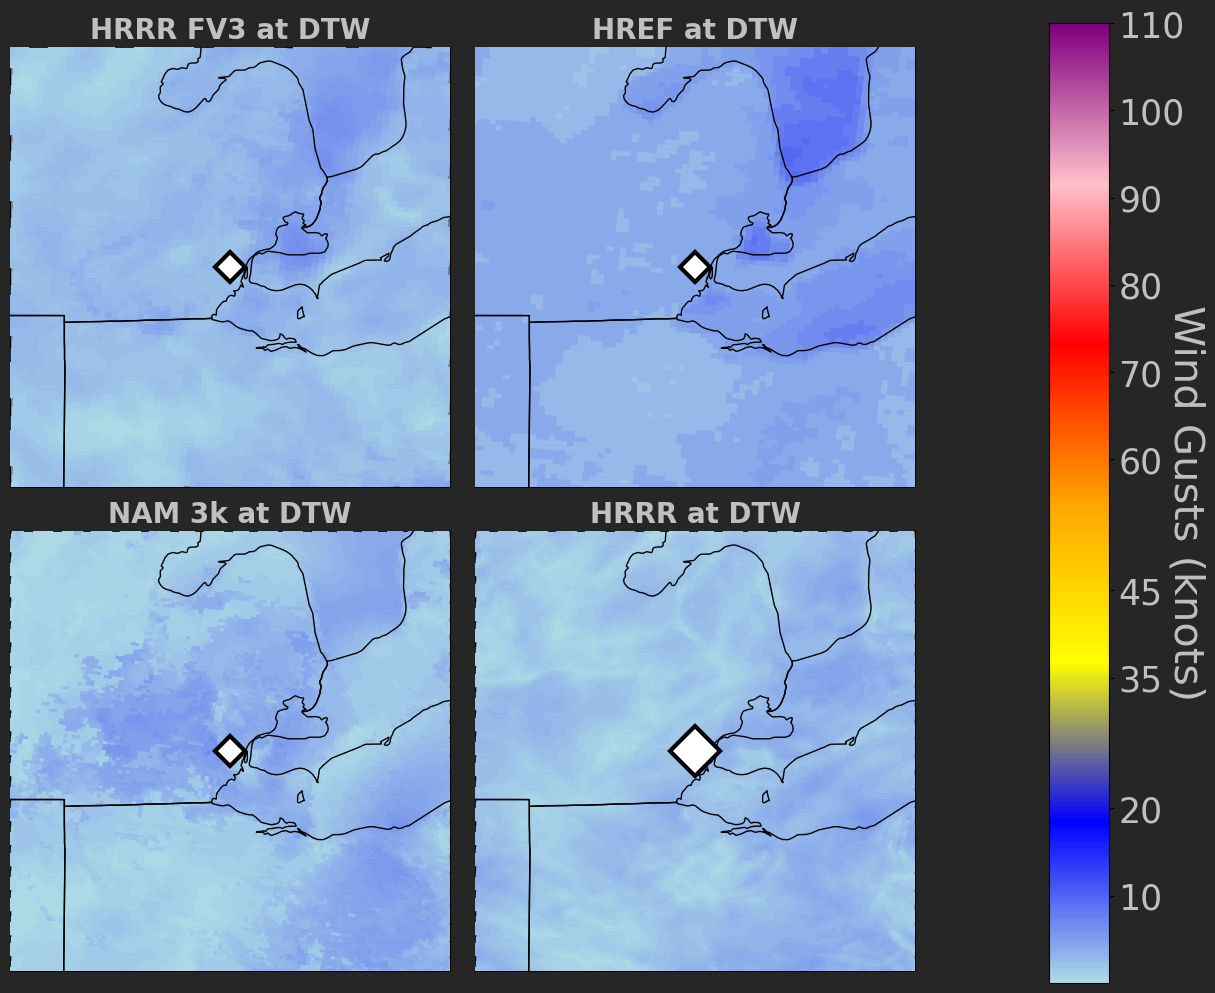 HRRR FV3 at DTW
HREF at DTW
NAM 3k at DTW
HRRR at DTW
110
100
90
80
70
60
45
35
20
10
Wind Gusts (knots)